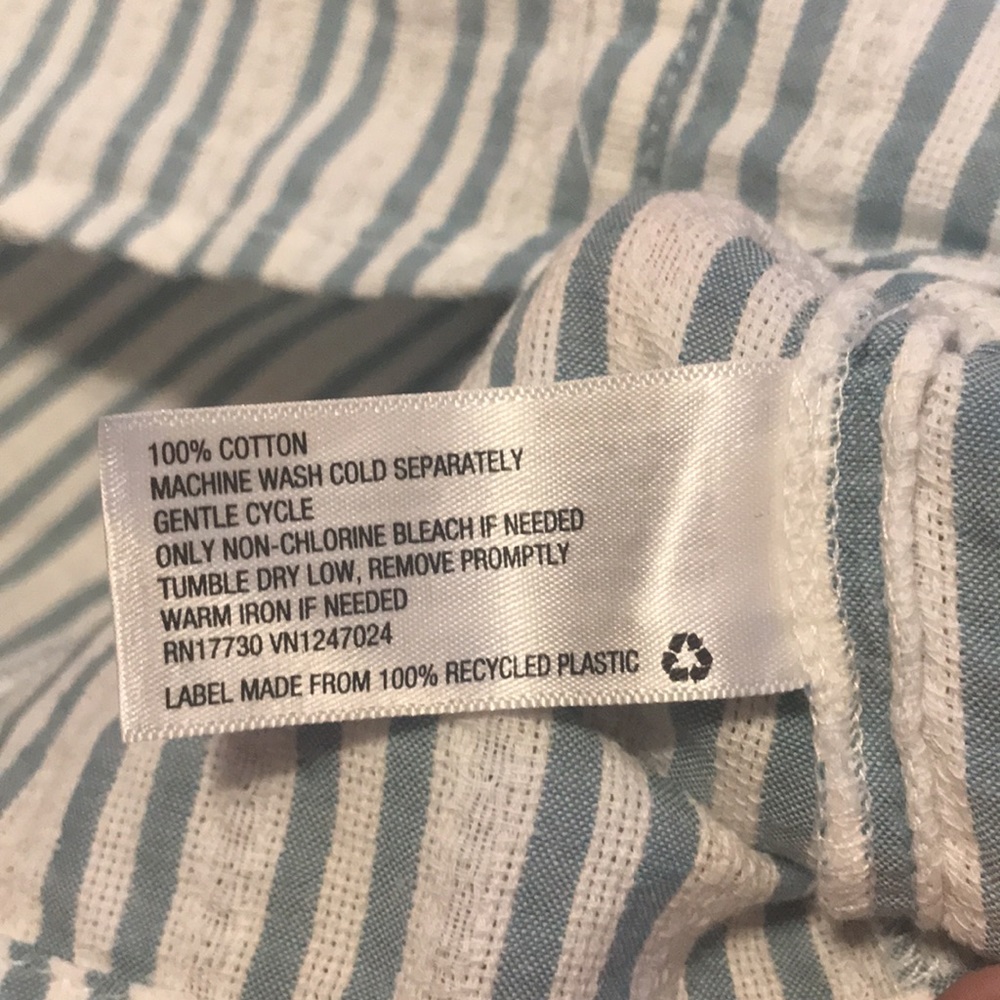 100% COTTON
MACHINE WASH COLD SEPARATELY
GENTLE CYCLE
ONLY NON-CHLORINE BLEACH IF NEEDED
TUMBLE DRY LOW, REMOVE PROMPTLY
WARM IRON IF NEEDED
RN17730 VN1247024
LABEL MADE FROM 100% RECYCLED PLASTIC